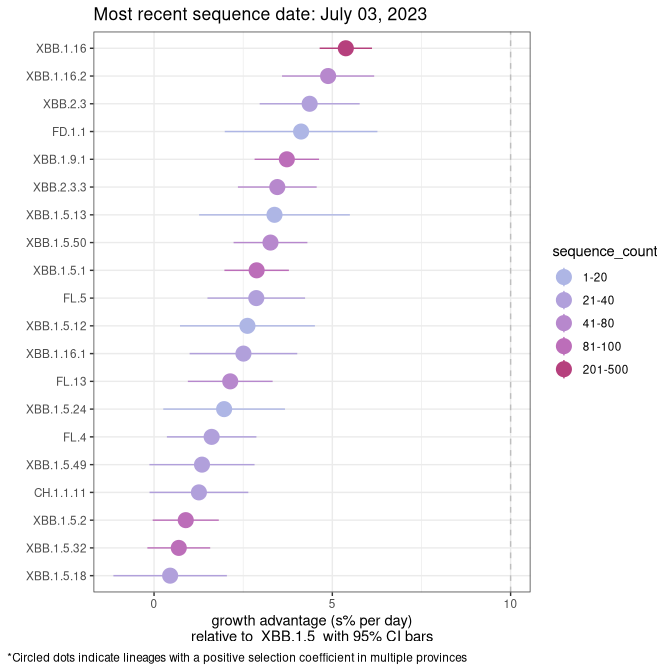 Most recent sequence date: July 03, 2023
XBB.1.16
XBB.1.16.2
XBB.2.3
FD.1.1
XBB.1.9.1
XBB.2.3.3
XBB.1.5.13
XBB.1.5.50
XBB.1.5.1
FL.5
XBB.1.5.12
XBB.1.16.1
FL.13
XBB.1.5.24
FL.4
XBB.1.5.49
CH.1.1.11
XBB.1.5.2
XBB.1.5.32
XBB.1.5.18
0 5 10
growth advantage (s% per day)
relative to XBB.1.5 with 95% CI bars
sequence_count
1-20
21-40
41-80
81-100
201-500
*Circled dots indicate lineages with a positive selection coefficient in multiple provinces